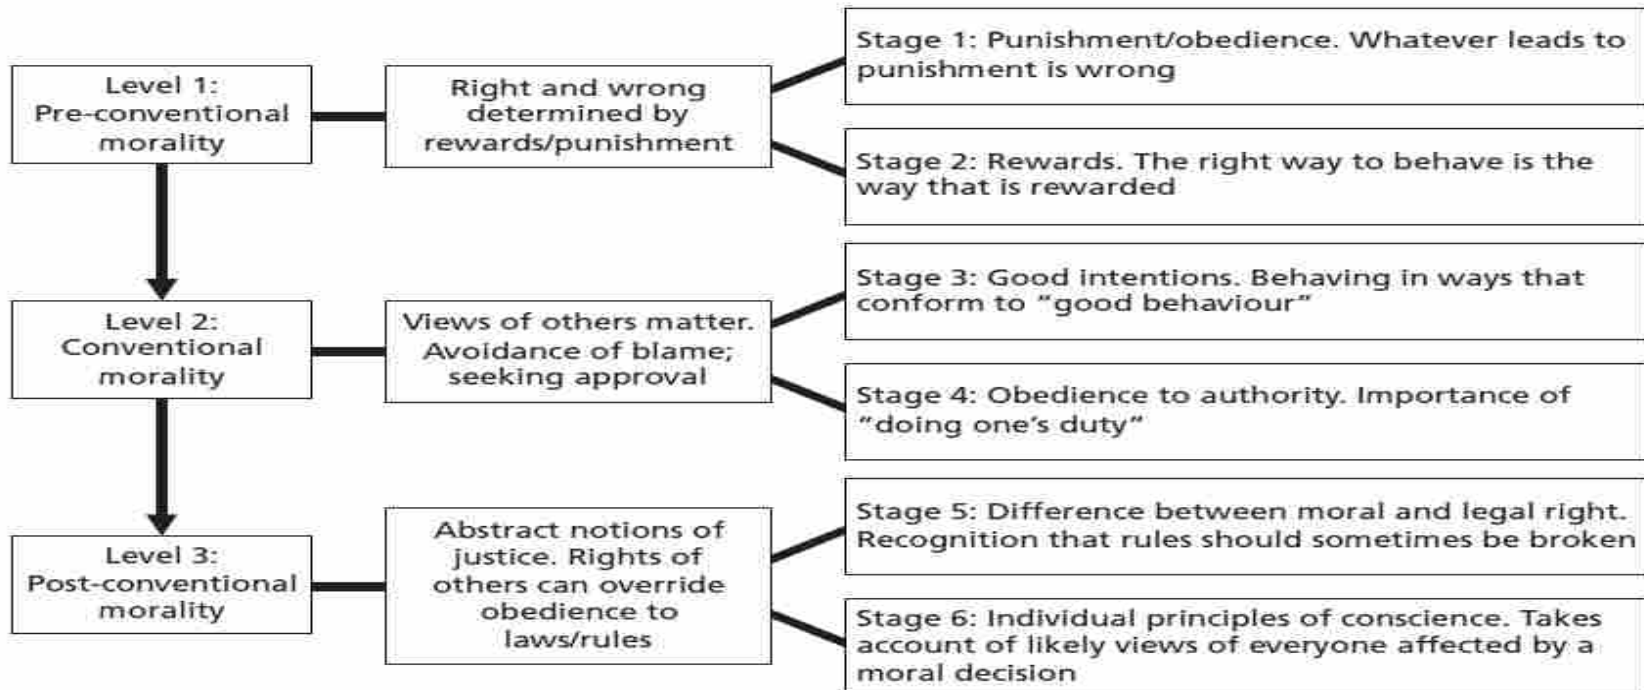 Level 1:
Pre-conventional
morality
Right and wrong
determined by
rewards/punishment
Stage 1: Punishment/obedience. Whatever leads to
punishment is wrong
Stage 2: Rewards. The right way to behave is the
way that is rewarded
Level 2:
Conventional
morality
Views of others matter.
Avoidance of blame;
seeking approval
Stage 3: Good intentions. Behaving in ways that
conform to “good behaviour”
Stage 4: Obedience to authority. Importance of
“doing one’s duty”
Level 3:
Post-conventional
morality
Abstract notions of
justice. Rights of
others can override
obedience to
laws/rules
Stage 5: Difference between moral and legal right.
Recognition that rules should sometimes be broken
Stage 6: Individual principles of conscience. Takes
account of likely views of everyone affected by a
moral decision